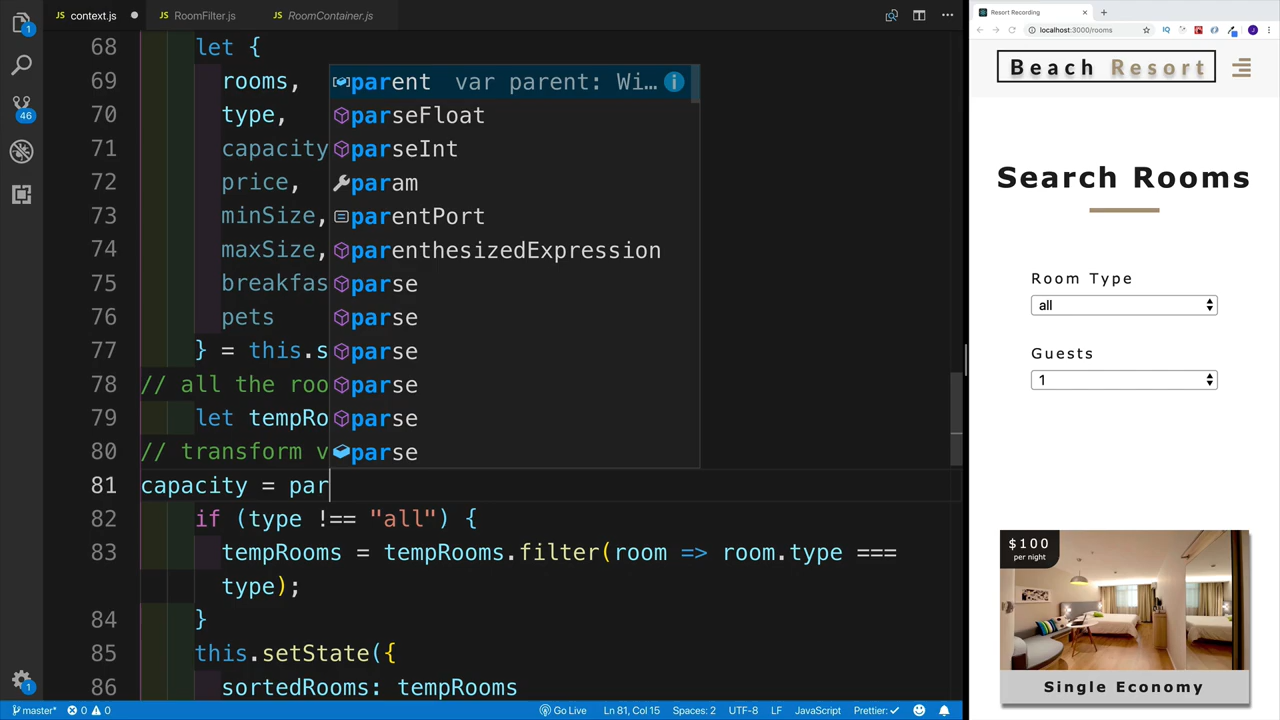 context.js
RoomFilter.js
RoomContainer.js
Resort Recording
localhost:3000/rooms
68 let {
69 rooms,
70 type,
71 capacity
72 price,
73 minSize,
74 maxSize,
75 breakfas
76 pets
77 } = this.s
78 // all the roo
79 let tempRo
80 // transform v
81 capacity = par
82 if (type !== "all") {
83 tempRooms = tempRooms.filter(room => room.type ===
type);
84 }
85 this.setState({
86 sortedRooms: tempRooms
parent var parent: Wi…
parseFloat
parseInt
param
parentPort
parenthesizedExpression
parse
parse
parse
parse
parse
parse
1
46
1
master*
0
0
Go Live
Ln 81, Col 15
Spaces: 2
UTF-8
LF
JavaScript
Prettier: ✓
IQ
J
Beach Resort
Search Rooms
Room Type
all
Guests
1
$100
per night
Single Economy